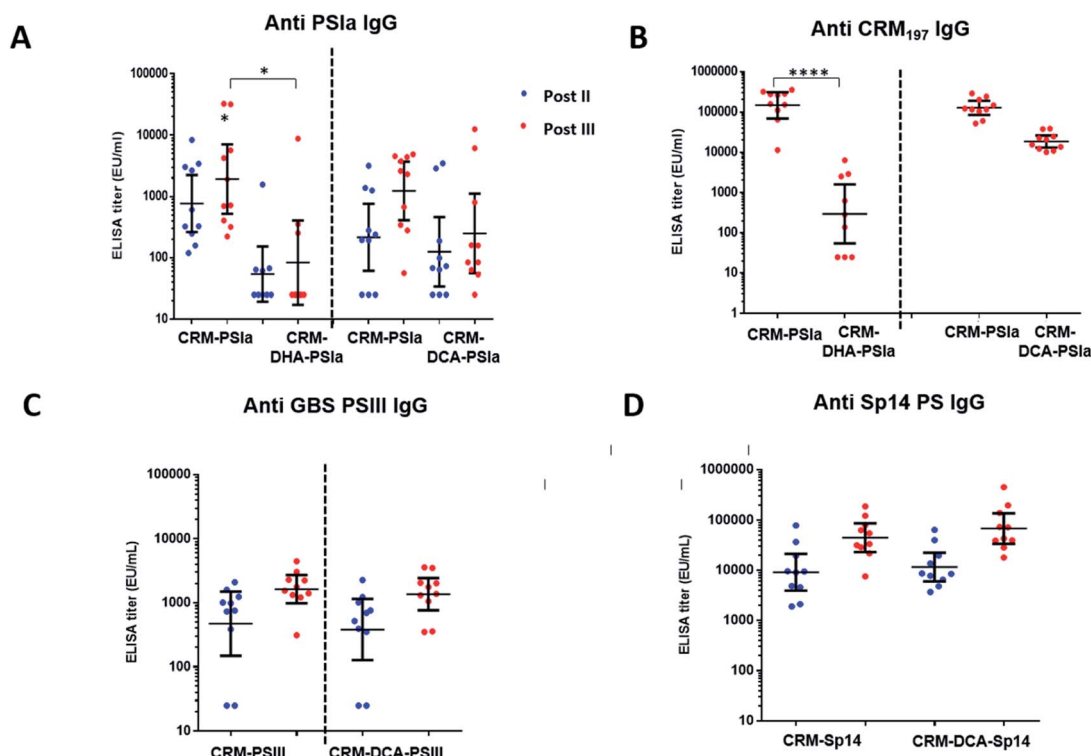 A
Anti PSIa IgG
*
*
ELISA titer (EU/ml)
100000
10000
1000
100
10
CRM-PSIa
CRM-
DHA-PSIa
CRM-PSIa
CRM-
DCA-PSIa
Post II
Post III
B
Anti CRM197 IgG
****
ELISA titer (EU/ml)
1000000
100000
10000
1000
100
10
1
CRM-PSIa
CRM-
DHA-PSIa
CRM-PSIa
CRM-
DCA-PSIa
C
Anti GBS PSIII IgG
ELISA titer (EU/mL)
100000
10000
1000
100
10
CRM-PSIII
CRM-DCA-PSIII
D
Anti Sp14 PS IgG
ELISA titer (EU/mL)
1000000
100000
10000
1000
100
10
CRM-Sp14
CRM-DCA-Sp14